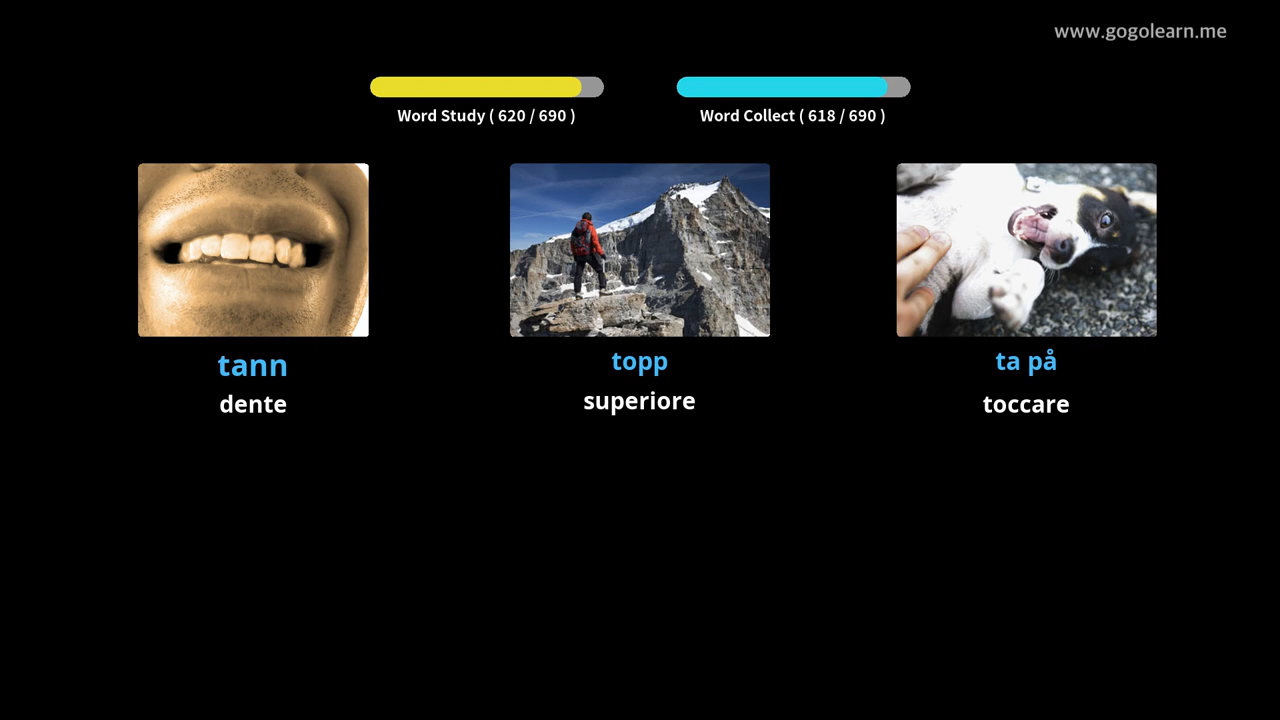 www.gogolearn.me
Word Study ( 620 / 690 )
Word Collect ( 618 / 690 )
tann
dente
topp
superiore
ta på
toccare